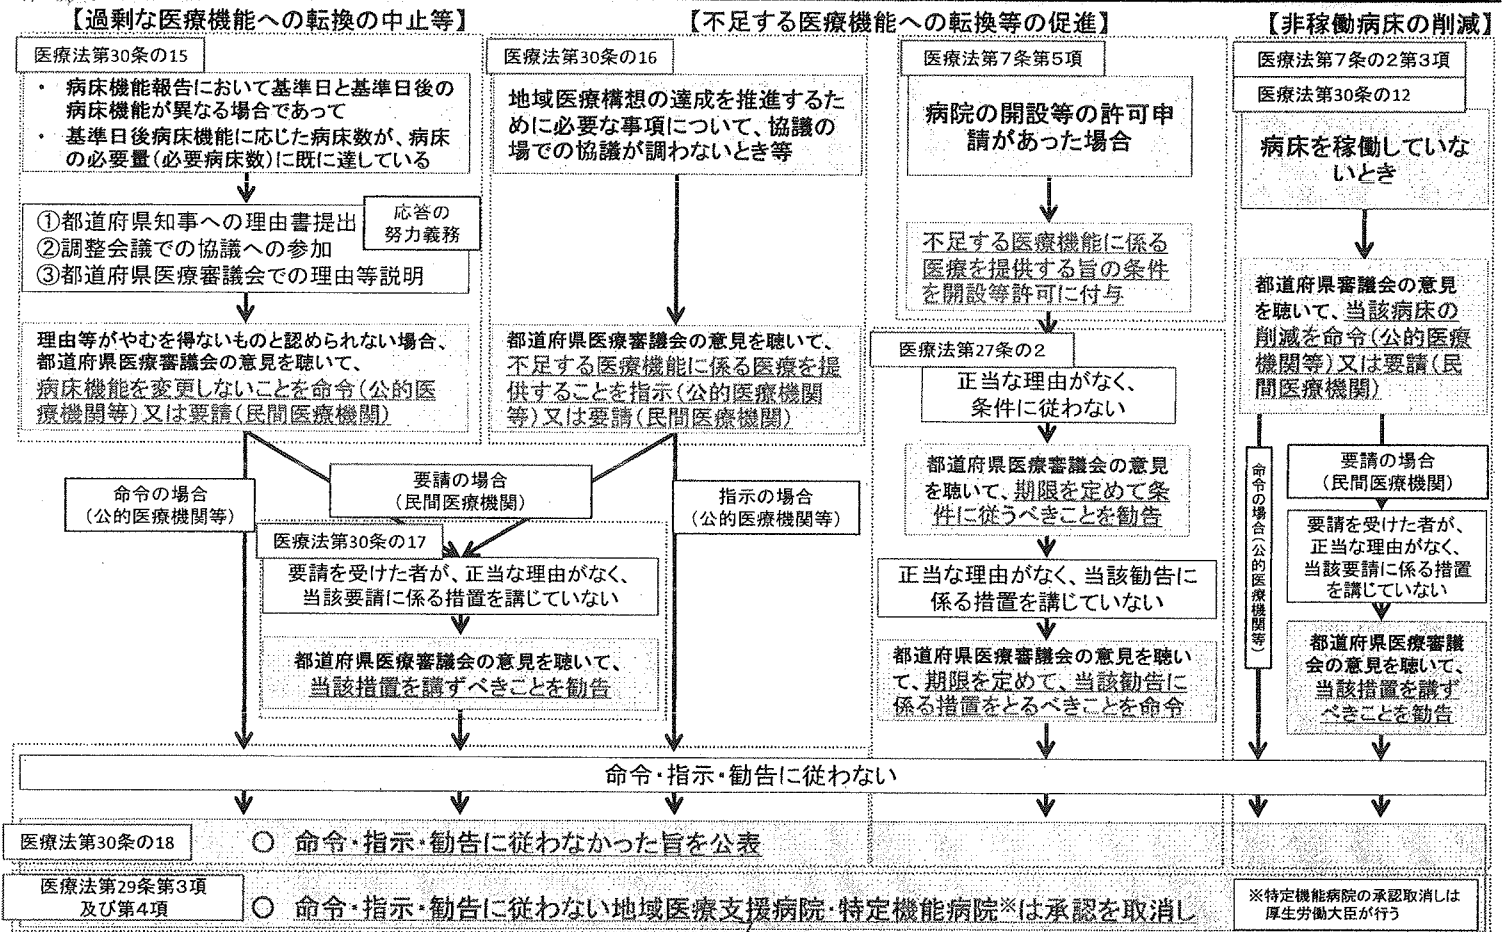 【過剰な医療機能への転換の中止等】
医療法第30条の15
・ 病床機能報告において基準日と基準日後の
病床機能が異なる場合であって
・ 基準日後病床機能に応じた病床数が、病床
の必要量(必要病床数)に既に達している
①都道府県知事への理由書提出
②調整会議での協議への参加
③都道府県医療審議会での理由等説明
応答の
努力義務
理由等がやむを得ないものと認められない場合、
都道府県医療審議会の意見を聴いて、
病床機能を変更しないことを命令(公的医
療機関等)又は要請(民間医療機関)
【不足する医療機能への転換等の促進】
医療法第30条の16
地域医療構想の達成を推進するた
めに必要な事項について、協議の
場での協議が調わないとき等
都道府県医療審議会の意見を聴いて、
不足する医療機能に係る医療を提
供することを指示(公的医療機関
等)又は要請(民間医療機関)
命令の場合
(公的医療機関等)
要請の場合
(民間医療機関)
指示の場合
(公的医療機関等)
医療法第30条の17
要請を受けた者が、正当な理由がなく、
当該要請に係る措置を講じていない
都道府県医療審議会の意見を聴いて、
当該措置を講ずべきことを勧告
医療法第7条第5項
病院の開設等の許可申
請があった場合
不足する医療機能に係る
医療を提供する旨の条件
を開設等許可に付与
医療法第27条の2
正当な理由がなく、
条件に従わない
都道府県医療審議会の意見
を聴いて、期限を定めて条
件に従うべきことを勧告
正当な理由がなく、当該勧告に
係る措置を講じていない
都道府県医療審議会の意見を聴い
て、期限を定めて、当該勧告に
係る措置をとるべきことを命令
【非稼働病床の削減】
医療法第7条の2第3項
医療法第30条の12
病床を稼働していな
いとき
都道府県審議会の意見
を聴いて、当該病床の
削減を命令(公的医療
機関等)又は要請(民
間医療機関)
命令の場合(公的医療機関等)
要請の場合
(民間医療機関)
要請を受けた者が、
正当な理由がなく、
当該要請に係る措置
を講じていない
都道府県医療審議
会の意見を聴いて、
当該措置を講ず
べきことを勧告
命令・指示・勧告に従わない
医療法第30条の18
○ 命令・指示・勧告に従わなかった旨を公表
医療法第29条第3項
及び第4項
○ 命令・指示・勧告に従わない地域医療支援病院・特定機能病院※は承認を取消し
※特定機能病院の承認取消しは
厚生労働大臣が行う